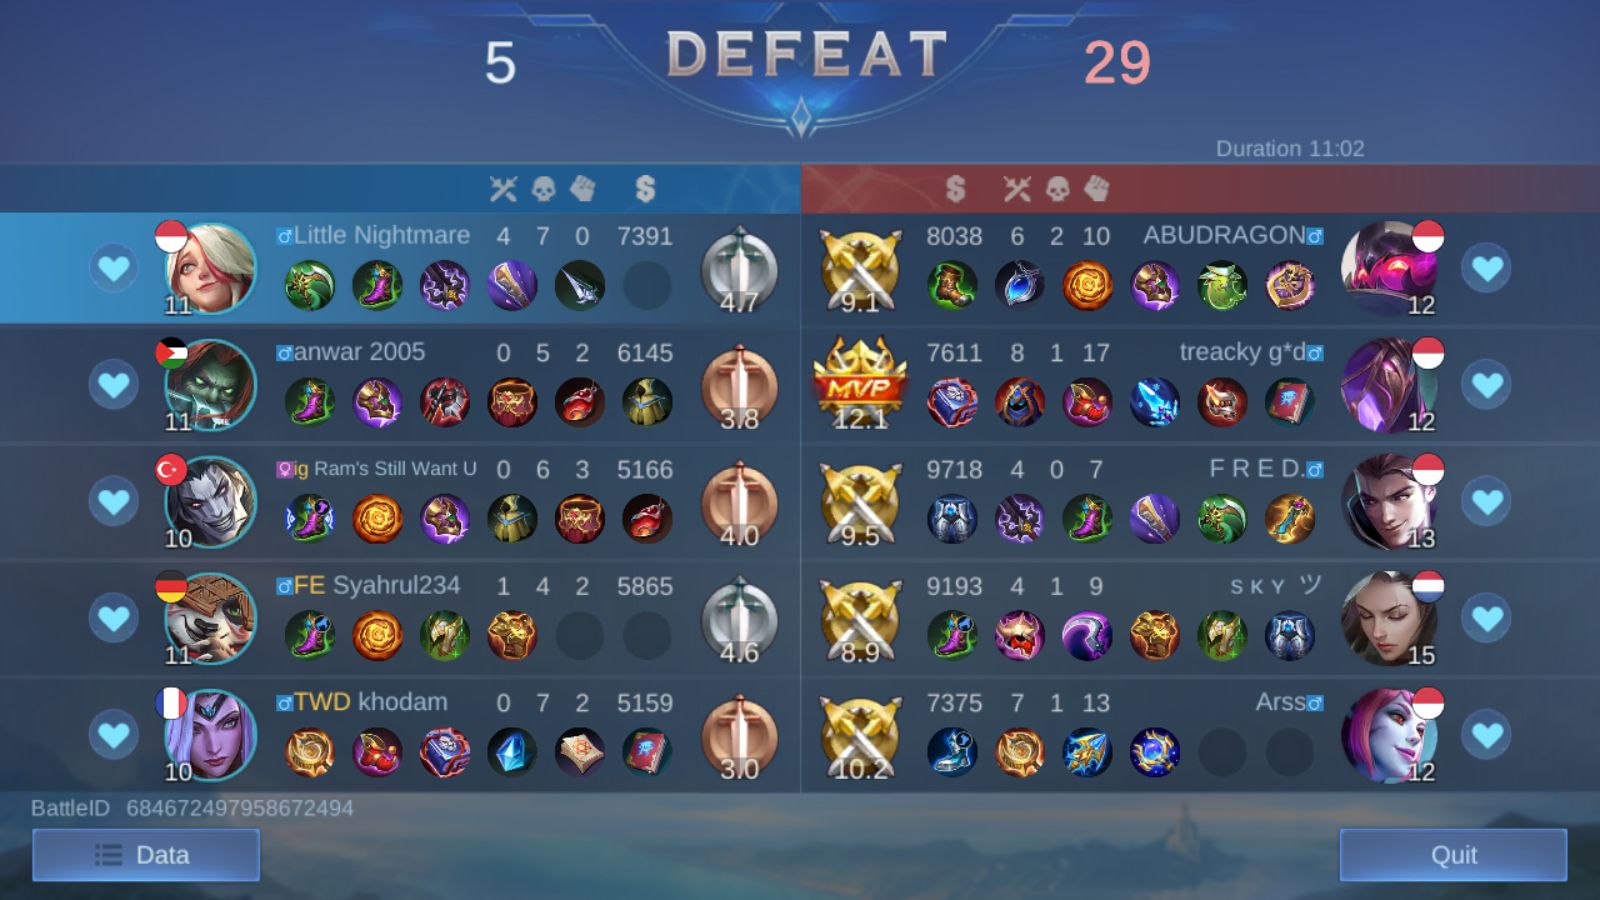 5 DEFEAT 29
Duration 11:02
Little Nightmare 4 7 0 7391
11 4.7
8038 6 2 10 ABUDRAGON
9.1 12
anwar 2005 0 5 2 6145
11 3.8
7611 8 1 17 treacky g*d
MVP
12.1 12
ig Ram's Still Want U 0 6 3 5166
10 4.0
9718 4 0 7 F R E D.
9.5 13
FE Syahrul234 1 4 2 5865
11 4.6
9193 4 1 9 ꜱ ᴋ ʏ ツ
8.9 15
TWD khodam 0 7 2 5159
10 3.0
7375 7 1 13 Arss
10.2 12
BattleID 684672497958672494
Data
Quit